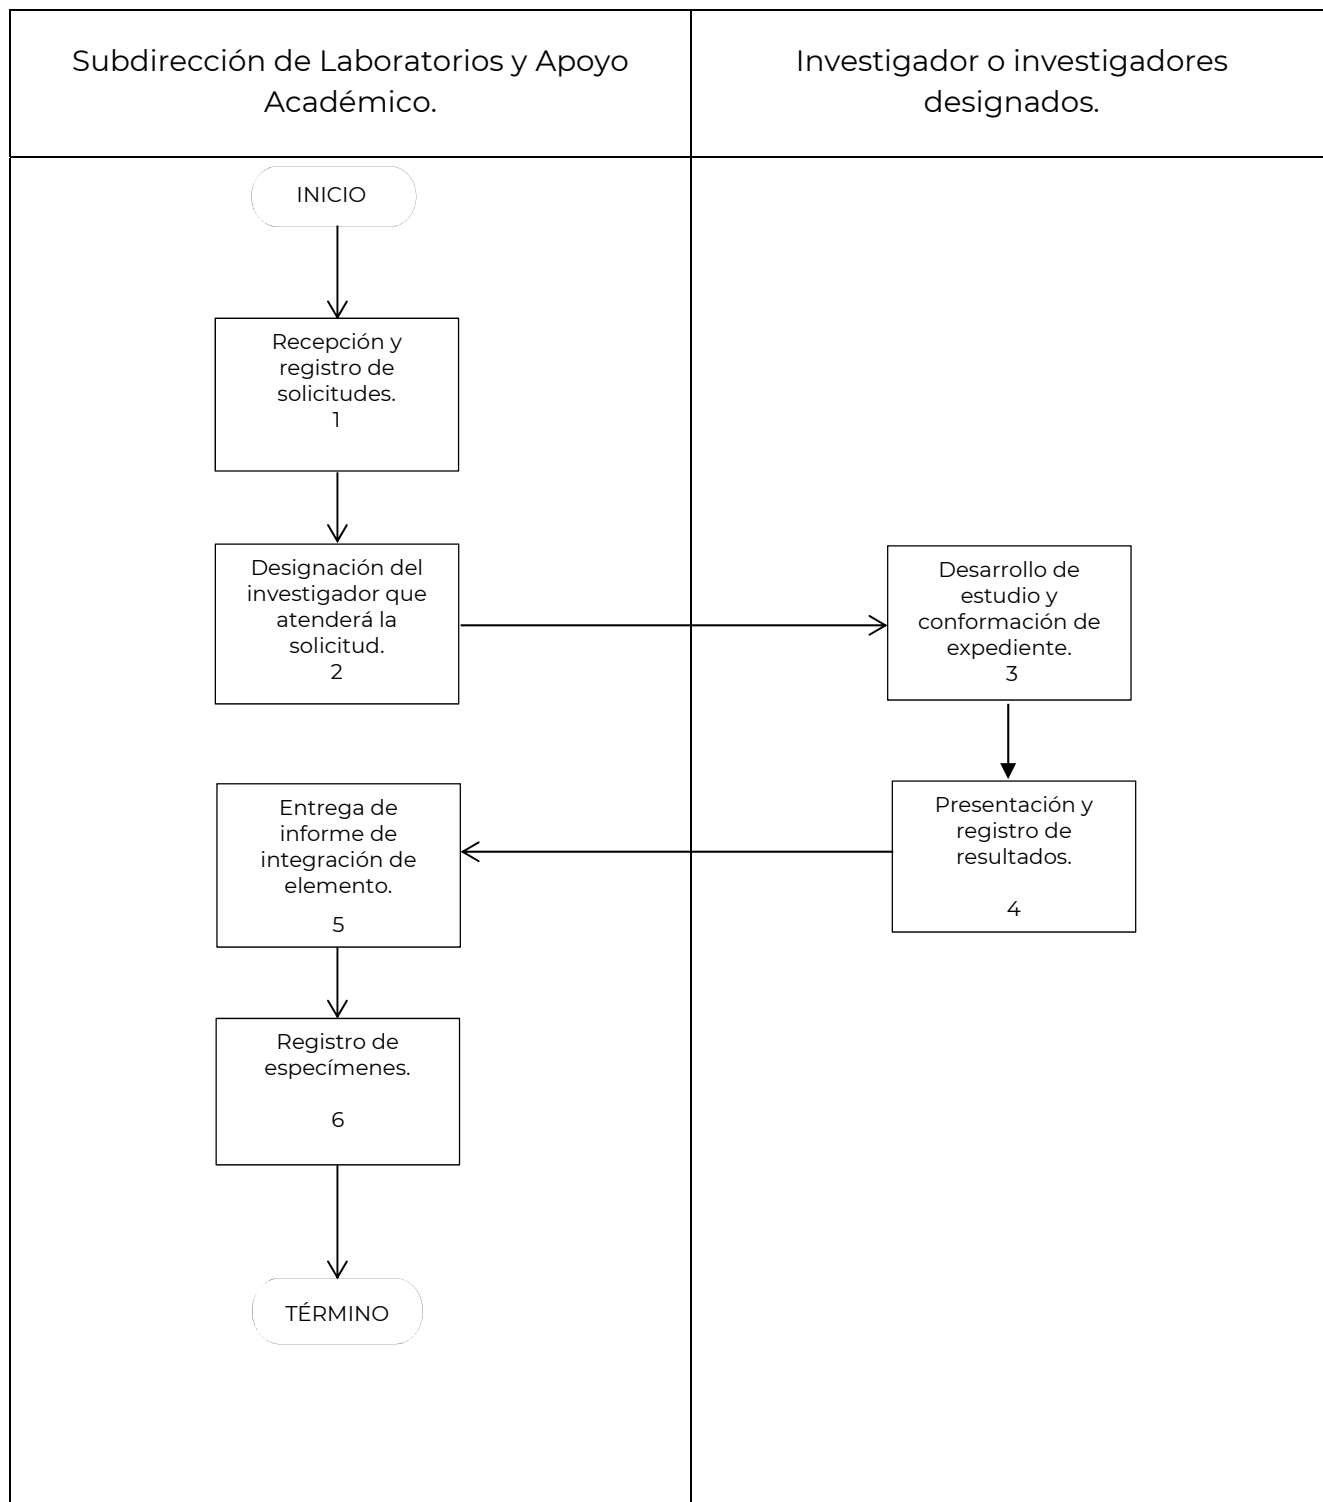 Subdirección de Laboratorios y Apoyo
Académico.
Investigador o investigadores
designados.
INICIO
Recepción y
registro de
solicitudes.
1
Designación del
investigador que
atenderá la
solicitud.
2
Desarrollo de
estudio y
conformación de
expediente.
3
Presentación y
registro de
resultados.
4
Entrega de
informe de
integración de
elemento.
5
Registro de
especímenes.
6
TÉRMINO